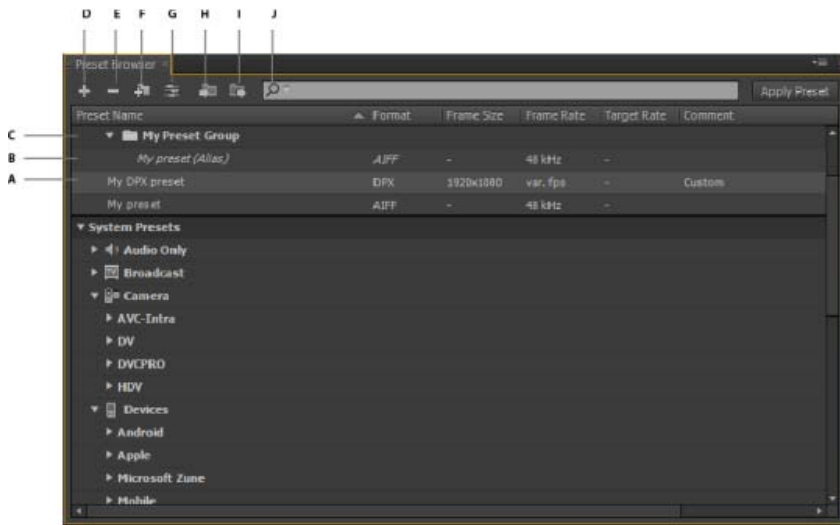 D E F G H I J
Preset Browser
Apply Preset
Preset Name Format Frame Size Frame Rate Target Rate Comment
C My Preset Group
B My preset (Alias) AIFF - 48 kHz -
A My DPX preset DPX 1920x1080 var. fps - Custom
My preset AIFF - 48 kHz -
System Presets
Audio Only
TV Broadcast
Camera
AVC-Intra
DV
DVCPRO
HDV
Devices
Android
Apple
Microsoft Zune
Mobile